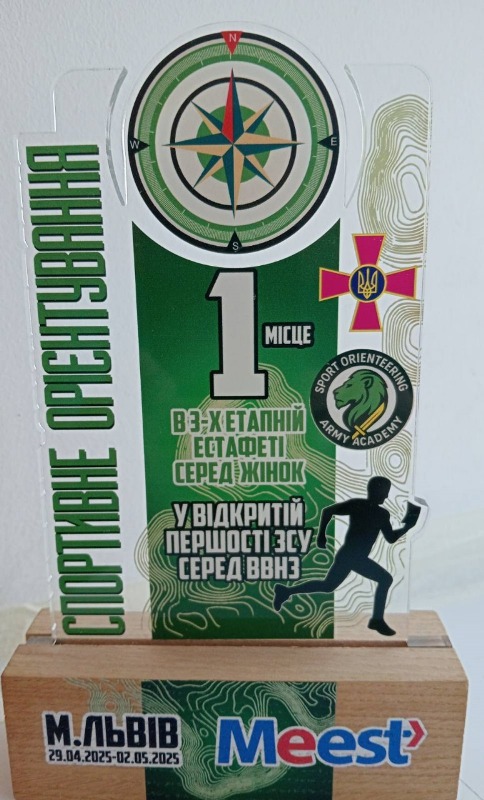 N
W
E
S
СПОРТИВНЕ ОРІЄНТУВАННЯ
1
МІСЦЕ
В 3-Х ЕТАПНІЙ
ЕСТАФЕТІ
СЕРЕД ЖІНОК
У ВІДКРИТІЙ
ПЕРШОСТІ ЗСУ
СЕРЕД ВВНЗ
SPORT ORIENTEERING
ARMY ACADEMY
М.ЛЬВІВ
29.04.2025-02.05.2025
Meest